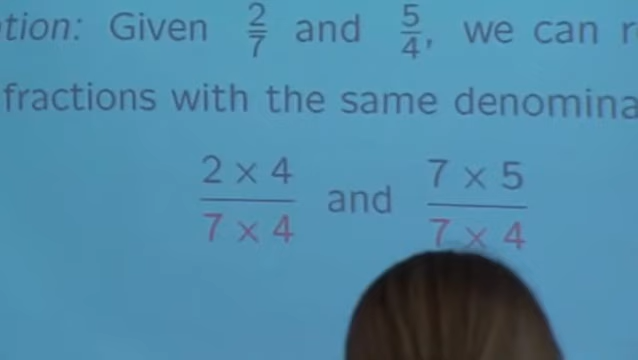 tion: Given 2/7 and 5/4, we can r
fractions with the same denomina
2 × 4 / 7 × 4 and 7 × 5 / 7 × 4